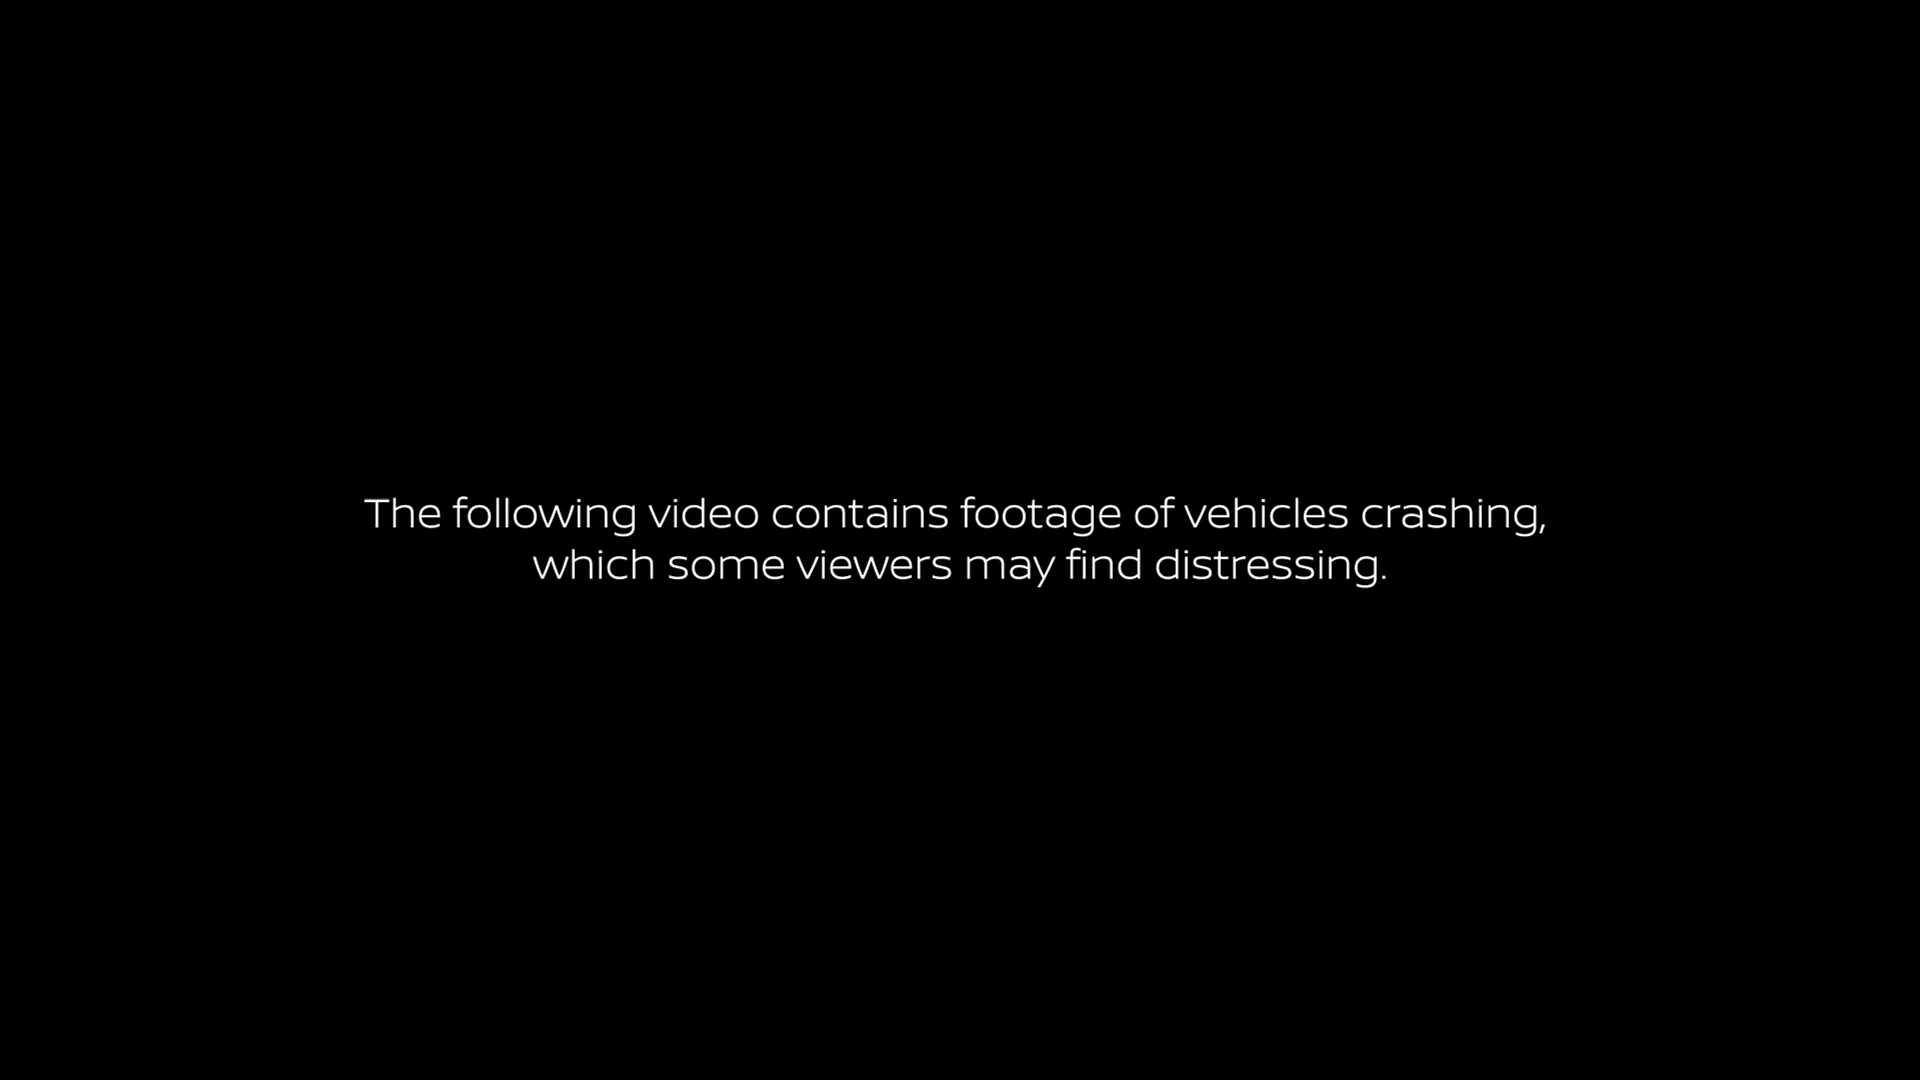 The following video contains footage of vehicles crashing,
which some viewers may find distressing.